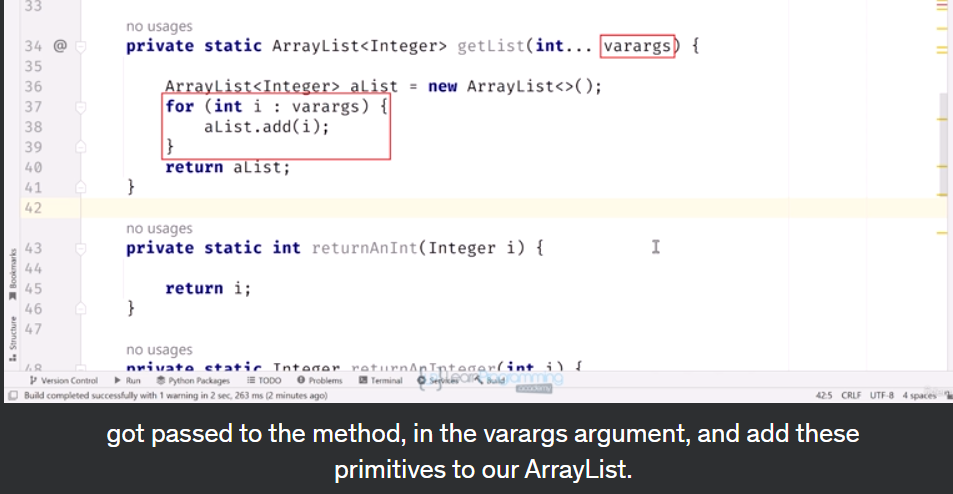 33
no usages
34 @ private static ArrayList<Integer> getList(int... varargs) {
35
36 ArrayList<Integer> aList = new ArrayList<>();
37 for (int i : varargs) {
38 aList.add(i);
39 }
40 return aList;
41 }
42
no usages
43 private static int returnAnInt(Integer i) {
44
45 return i;
46 }
47
no usages
48 private static Integer returnAnInteger(int i) {
Bookmarks
Structure
Version Control Run Python Packages TODO Problems Terminal Services Build
Build completed successfully with 1 warning in 2 sec, 263 ms (2 minutes ago) 42:5 CRLF UTF-8 4 spaces
got passed to the method, in the varargs argument, and add these
primitives to our ArrayList.